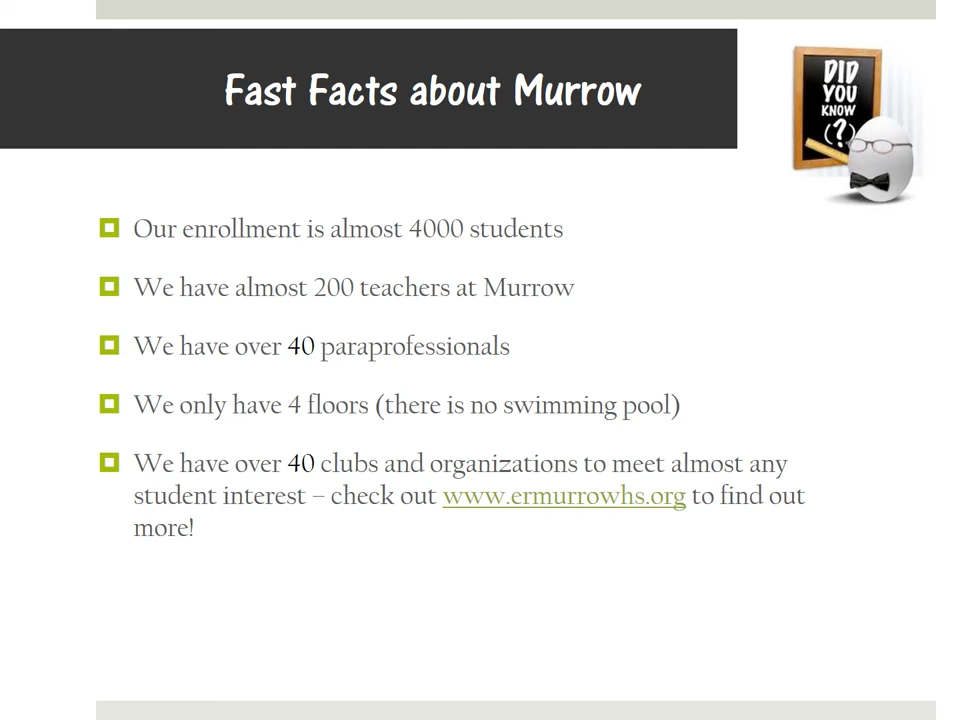 Fast Facts about Murrow
DID
YOU
KNOW
(?)
Our enrollment is almost 4000 students
We have almost 200 teachers at Murrow
We have over 40 paraprofessionals
We only have 4 floors (there is no swimming pool)
We have over 40 clubs and organizations to meet almost any
student interest – check out www.ermurrowhs.org to find out
more!